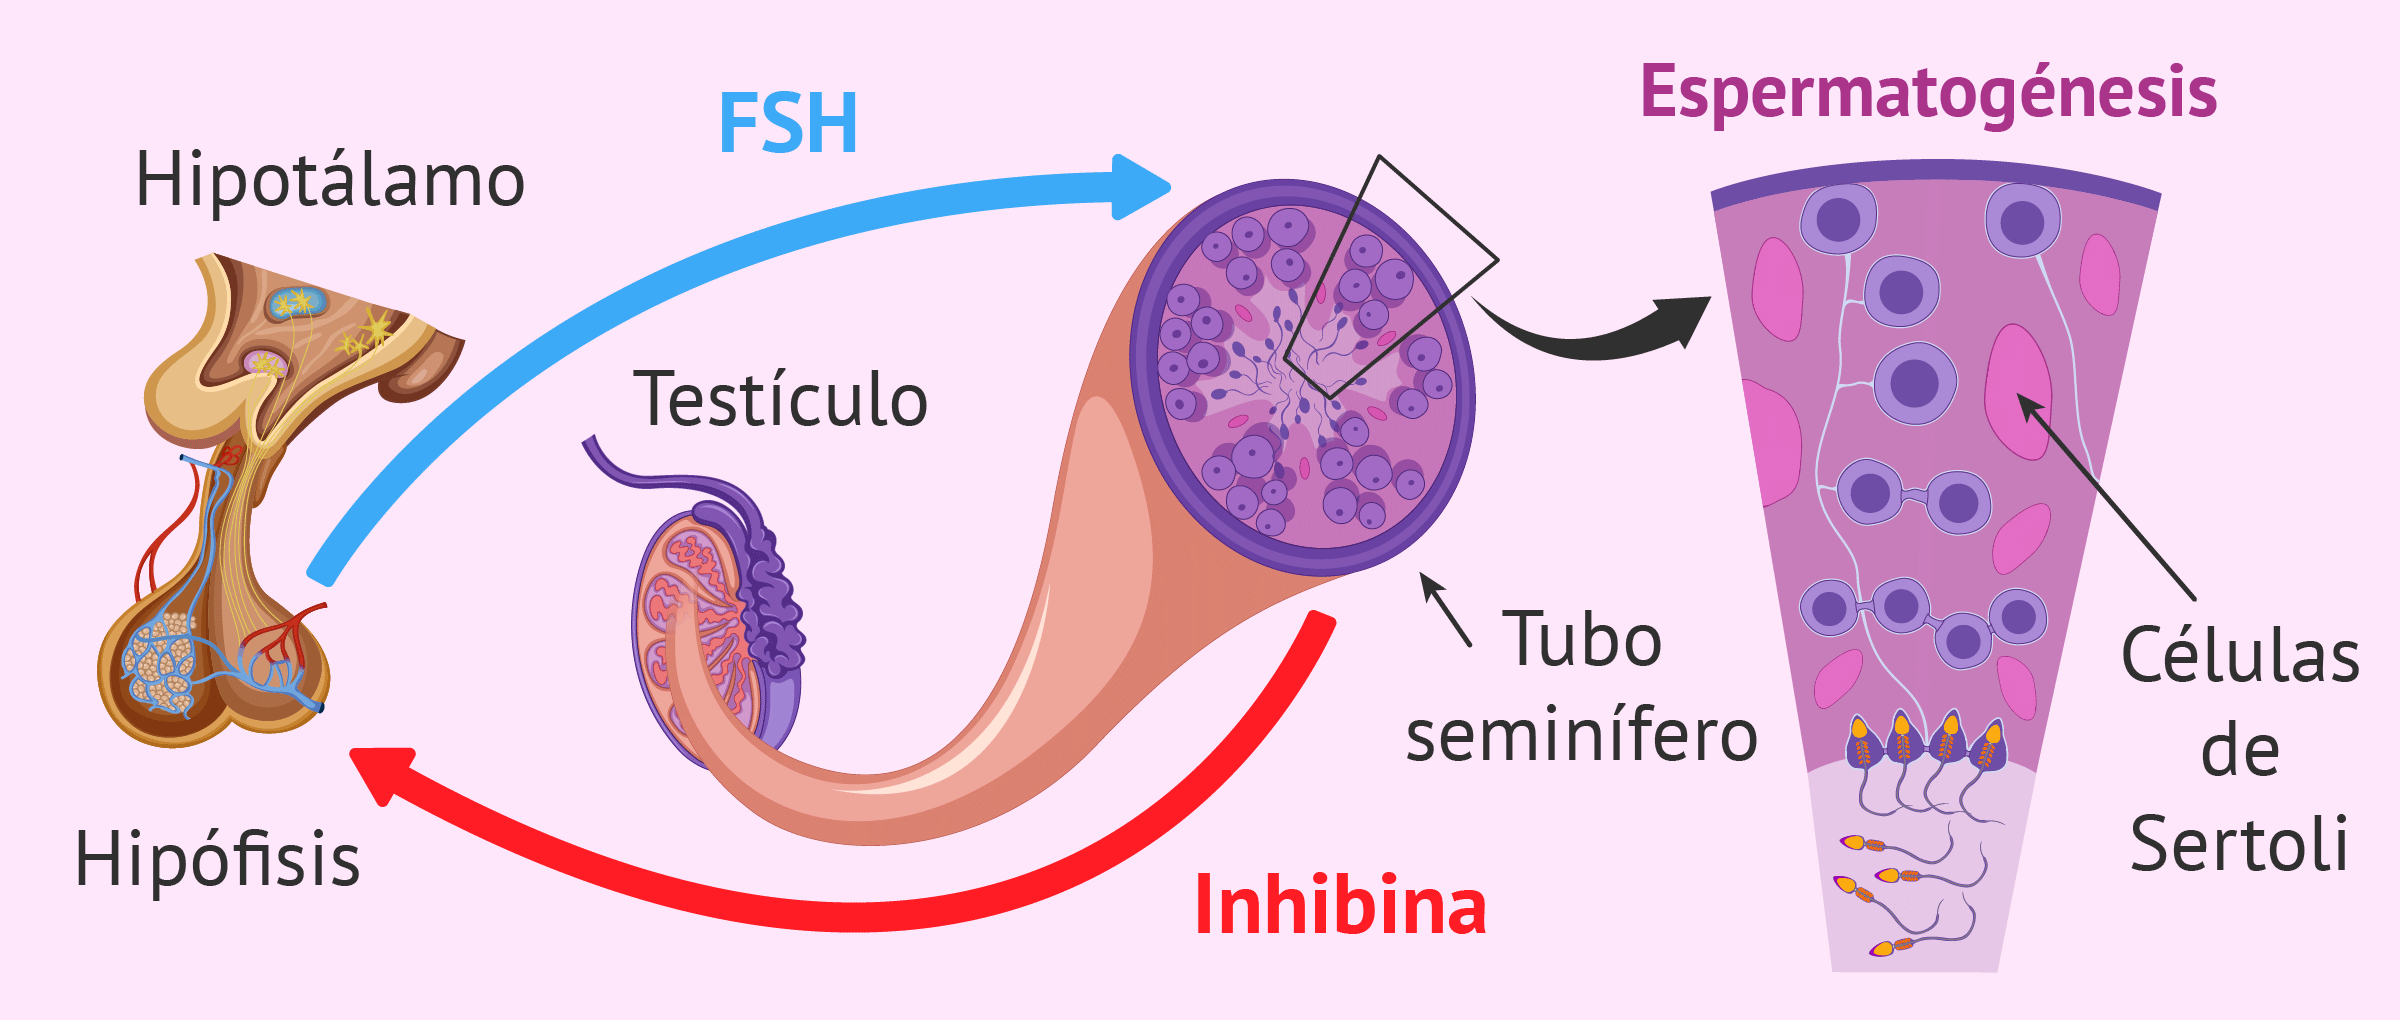 Espermatogénesis
FSH
Hipotálamo
Testículo
Tubo
seminífero
Células
de
Sertoli
Hipófisis
Inhibina